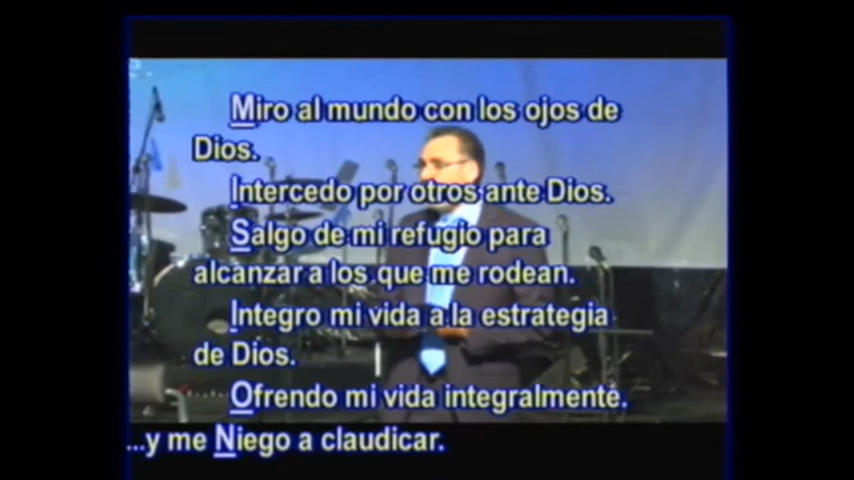 Miro al mundo con los ojos de
Dios.
Intercedo por otros ante Dios.
Salgo de mi refugio para
alcanzar a los que me rodean.
Integro mi vida a la estrategia
de Dios.
Ofrendo mi vida integralmente.
...y me Niego a claudicar.